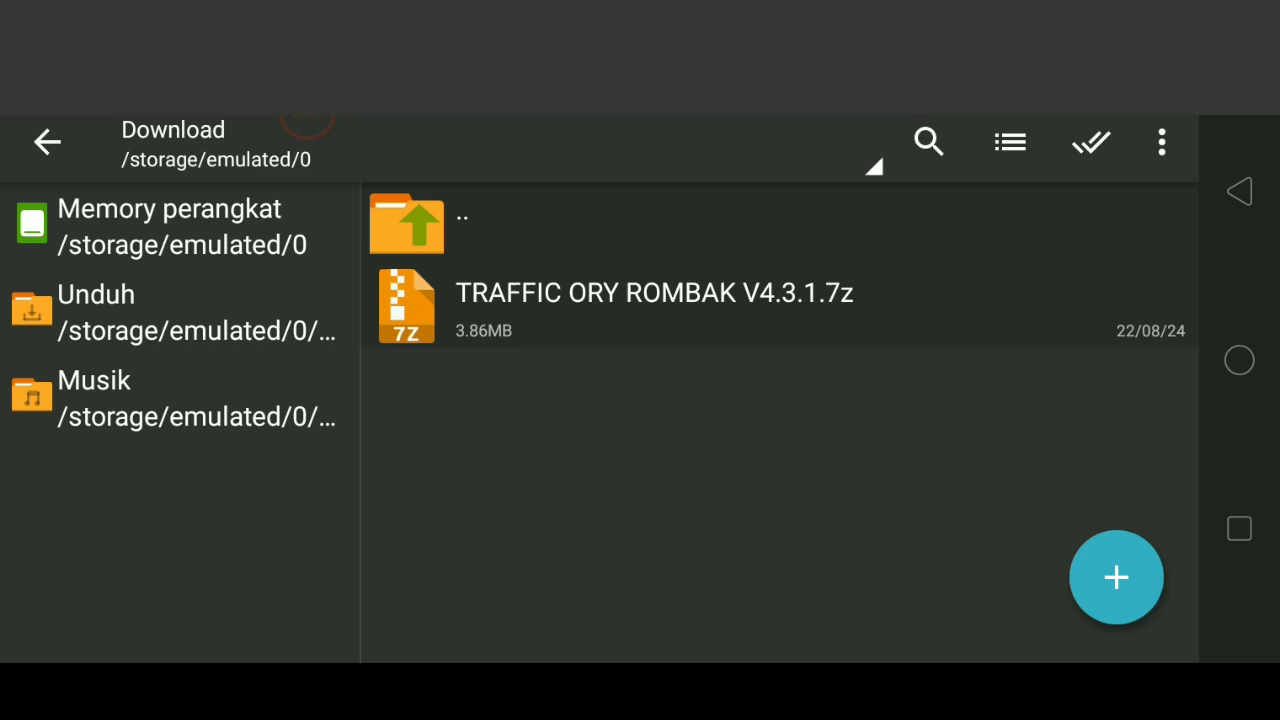 Download
/storage/emulated/0
Memory perangkat
/storage/emulated/0
Unduh
/storage/emulated/0/...
Musik
/storage/emulated/0/...
..
TRAFFIC ORY ROMBAK V4.3.1.7z
7Z
3.86MB
22/08/24